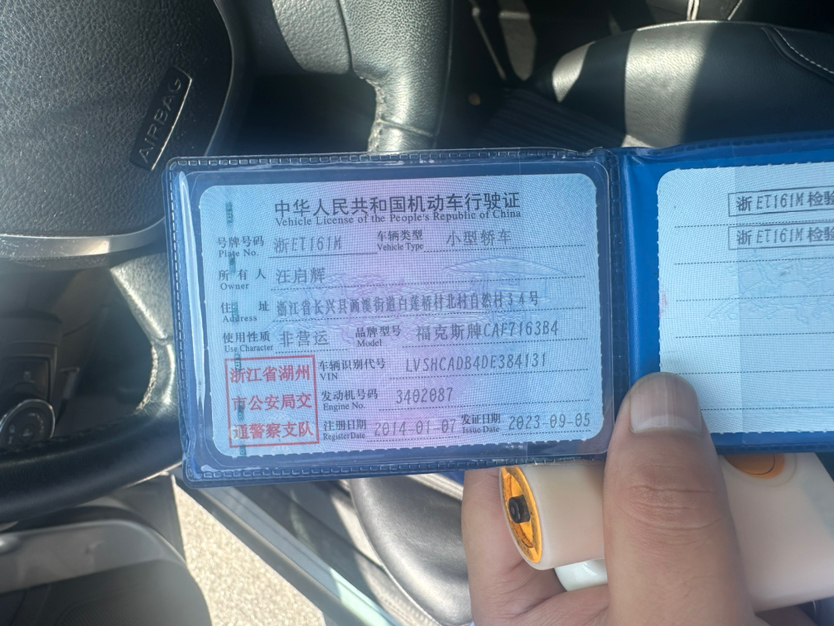 AIRBAG
中华人民共和国机动车行驶证
Vehicle License of the People's Republic of China
号牌号码 浙ET161M 车辆类型 小型轿车
Plate No. Vehicle Type
所有人 汪启辉
Owner
住址 浙江省长兴县画溪街道白莲桥村北村自然村34号
Address
使用性质 非营运 品牌型号 福克斯牌CAF7163B4
Use Character Model
浙江省湖州
市公安局交
通警察支队
车辆识别代号 LVSHCADB4DE384131
VIN
发动机号码 3402087
Engine No.
注册日期 2014-01-07 发证日期 2023-09-05
Register Date Issue Date
浙ET161M检验
浙ET161M检验